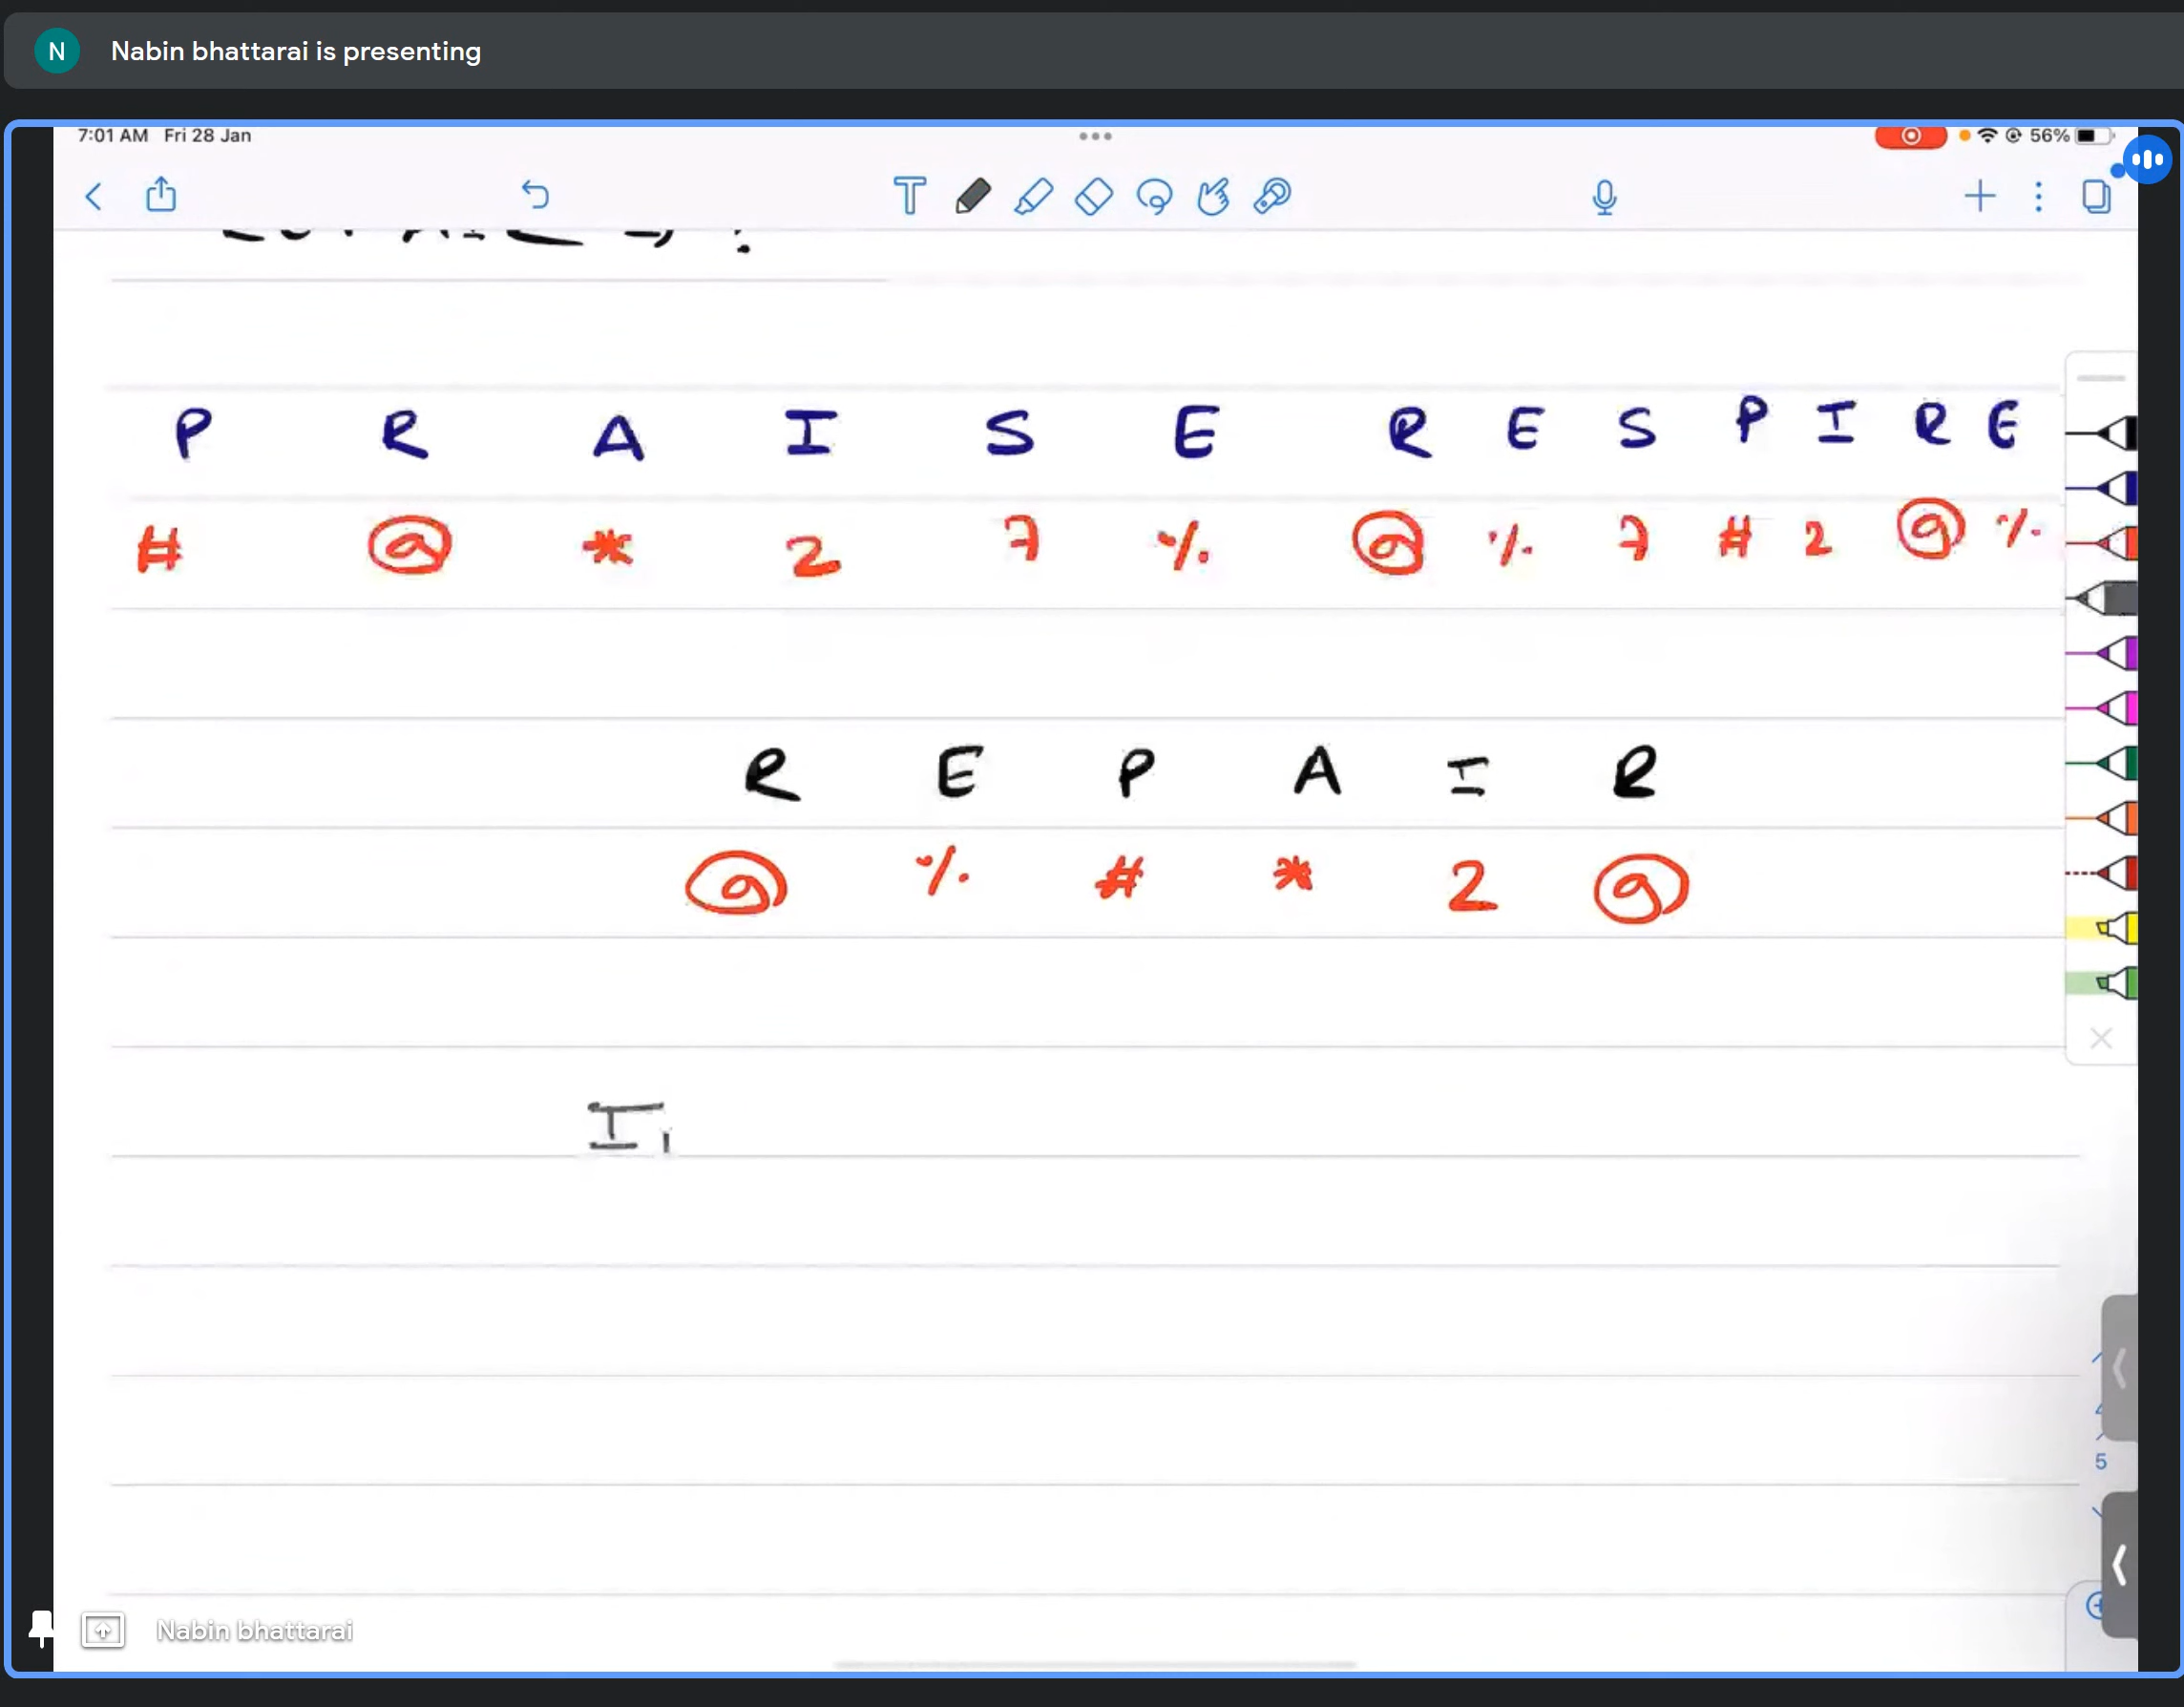 N Nabin bhattarai is presenting
7:01 AM Fri 28 Jan
56%
T
P R A I S E R E S P I R E
# @ * 2 7 % @ % 7 # 2 @ %
R E P A I R
@ % # * 2 @
I
5
Nabin bhattarai